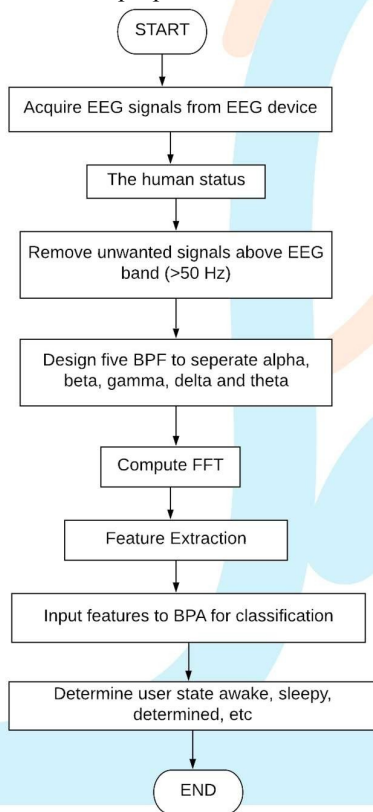 START
Acquire EEG signals from EEG device
The human status
Remove unwanted signals above EEG
band (>50 Hz)
Design five BPF to seperate alpha,
beta, gamma, delta and theta
Compute FFT
Feature Extraction
Input features to BPA for classification
Determine user state awake, sleepy,
determined, etc
END